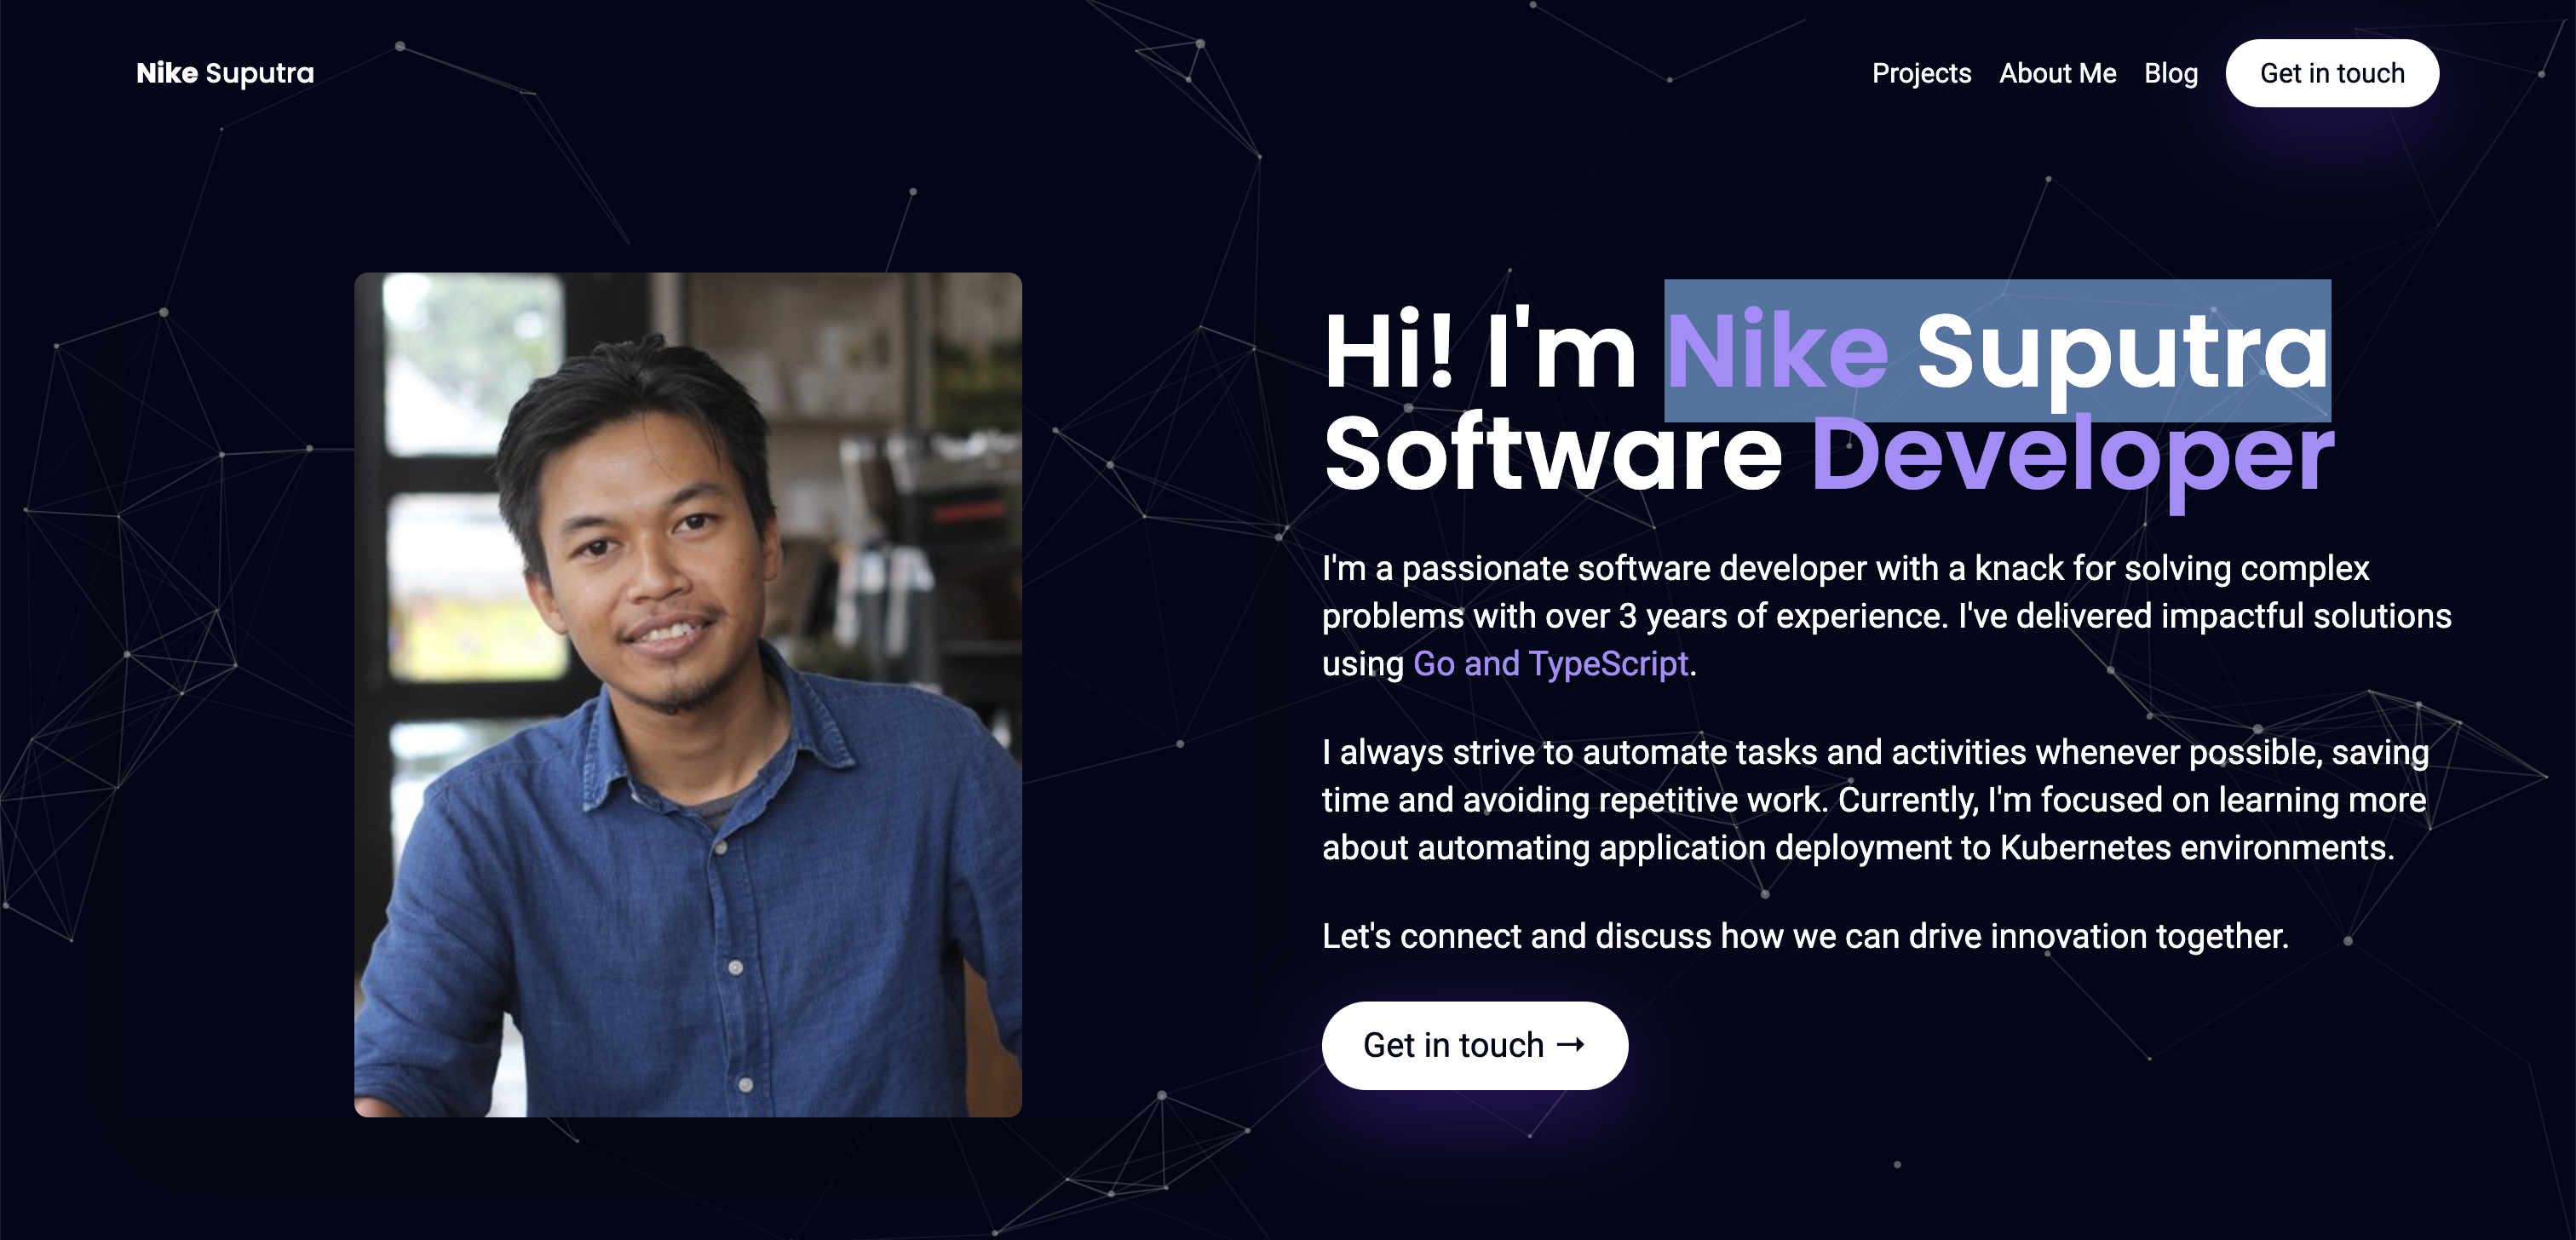 Nike Suputra
Projects
About Me
Blog
Get in touch
Hi! I'm Nike Suputra
Software Developer
I'm a passionate software developer with a knack for solving complex
problems with over 3 years of experience. I've delivered impactful solutions
using Go and TypeScript.
I always strive to automate tasks and activities whenever possible, saving
time and avoiding repetitive work. Currently, I'm focused on learning more
about automating application deployment to Kubernetes environments.
Let's connect and discuss how we can drive innovation together.
Get in touch →